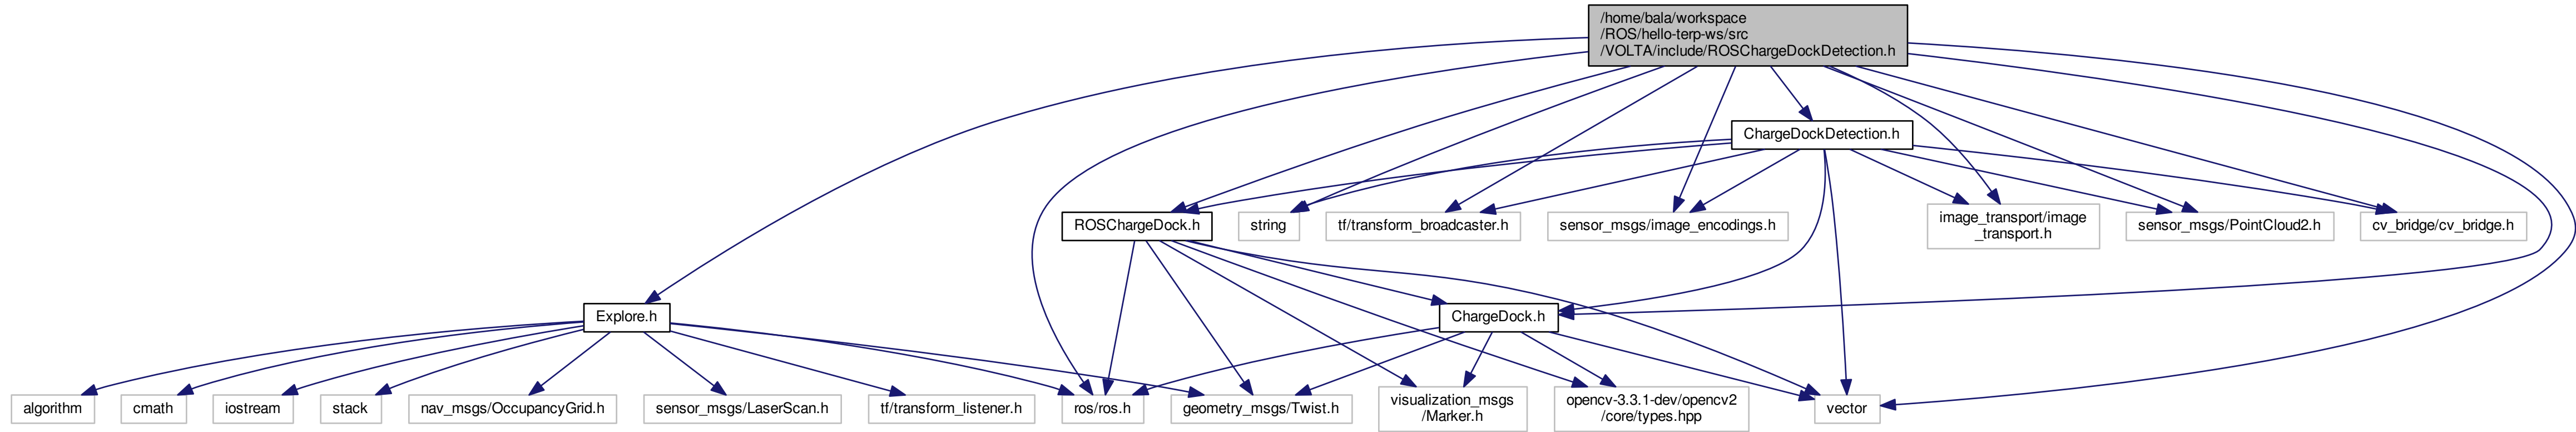 /home/bala/workspace
/ROS/hello-terp-ws/src
/VOLTA/include/ROSChargeDockDetection.h
ChargeDockDetection.h
ROSChargeDock.h
string
tf/transform_broadcaster.h
sensor_msgs/image_encodings.h
image_transport/image
_transport.h
sensor_msgs/PointCloud2.h
cv_bridge/cv_bridge.h
Explore.h
ChargeDock.h
algorithm
cmath
iostream
stack
nav_msgs/OccupancyGrid.h
sensor_msgs/LaserScan.h
tf/transform_listener.h
ros/ros.h
geometry_msgs/Twist.h
visualization_msgs
/Marker.h
opencv-3.3.1-dev/opencv2
/core/types.hpp
vector